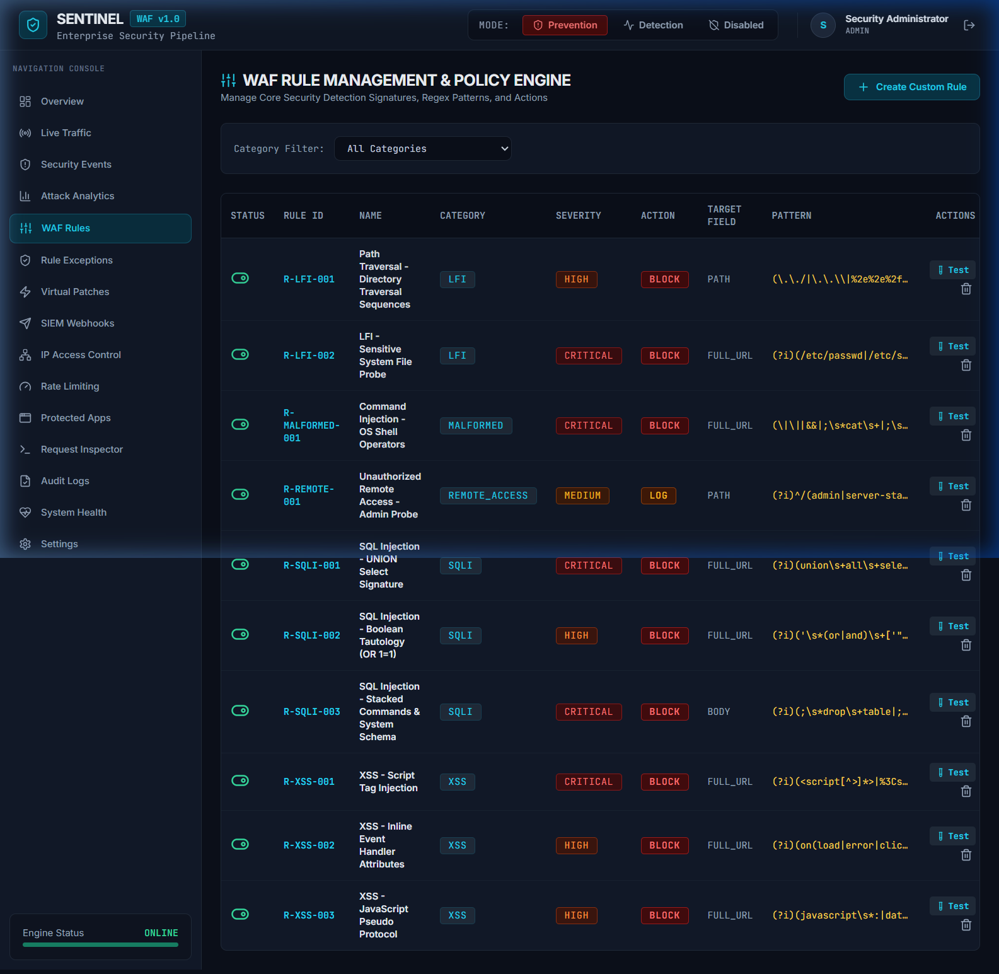 SENTINEL WAF v1.0
Enterprise Security Pipeline
MODE: Prevention Detection Disabled
S
Security Administrator
ADMIN
NAVIGATION CONSOLE
Overview
Live Traffic
Security Events
Attack Analytics
WAF Rules
Rule Exceptions
Virtual Patches
SIEM Webhooks
IP Access Control
Rate Limiting
Protected Apps
Request Inspector
Audit Logs
System Health
Settings
Engine Status ONLINE
WAF RULE MANAGEMENT & POLICY ENGINE
Manage Core Security Detection Signatures, Regex Patterns, and Actions
Create Custom Rule
Category Filter: All Categories
STATUS RULE ID NAME CATEGORY SEVERITY ACTION TARGET FIELD PATTERN ACTIONS
R-LFI-001 Path Traversal - Directory Traversal Sequences LFI HIGH BLOCK PATH (\.\./|\.\.\\|%2e%2e%2f… Test
R-LFI-002 LFI - Sensitive System File Probe LFI CRITICAL BLOCK FULL_URL (?i)(/etc/passwd|/etc/s… Test
R-MALFORMED-001 Command Injection - OS Shell Operators MALFORMED CRITICAL BLOCK FULL_URL (\|\||&&|;\s*cat\s+|;\s… Test
R-REMOTE-001 Unauthorized Remote Access - Admin Probe REMOTE_ACCESS MEDIUM LOG PATH (?i)^/(admin|server-sta… Test
R-SQLI-001 SQL Injection - UNION Select Signature SQLI CRITICAL BLOCK FULL_URL (?i)(union\s+all\s+sele… Test
R-SQLI-002 SQL Injection - Boolean Tautology (OR 1=1) SQLI HIGH BLOCK FULL_URL (?i)('\s*(or|and)\s+['"… Test
R-SQLI-003 SQL Injection - Stacked Commands & System Schema SQLI CRITICAL BLOCK BODY (?i)(;\s*drop\s+table|;… Test
R-XSS-001 XSS - Script Tag Injection XSS CRITICAL BLOCK FULL_URL (?i)(<script[^>]*>|%3Cs… Test
R-XSS-002 XSS - Inline Event Handler Attributes XSS HIGH BLOCK FULL_URL (?i)(on(load|error|clic… Test
R-XSS-003 XSS - JavaScript Pseudo Protocol XSS HIGH BLOCK FULL_URL (?i)(javascript\s*:|dat… Test